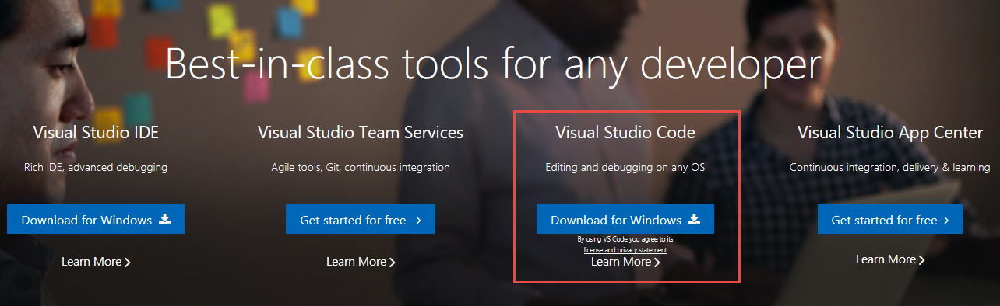 Best-in-class tools for any developer
Visual Studio IDE
Rich IDE, advanced debugging
Download for Windows
Learn More
Visual Studio Team Services
Agile tools, Git, continuous integration
Get started for free
Learn More
Visual Studio Code
Editing and debugging on any OS
Download for Windows
By using VS Code you agree to its
license and privacy statement
Learn More
Visual Studio App Center
Continuous integration, delivery & learning
Get started for free
Learn More